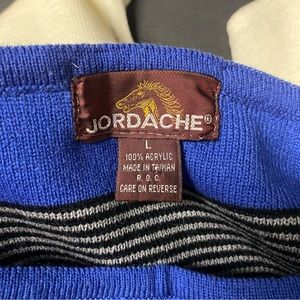 JORDACHE®
L
100% ACRYLIC
MADE IN TAIWAN
R. O. C.
CARE ON REVERSE